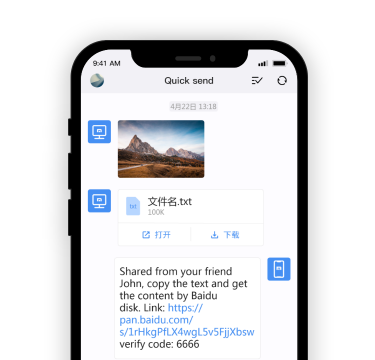 9:41 AM
Quick send
4月22日 13:18
文件名.txt
txt
100K
打开
下载
Shared from your friend
John, copy the text and get
the content by Baidu
disk. Link: https://
pan.baidu.com/
s/1rHkgPfLX4wgL5v5FjjXbsw
verify code: 6666